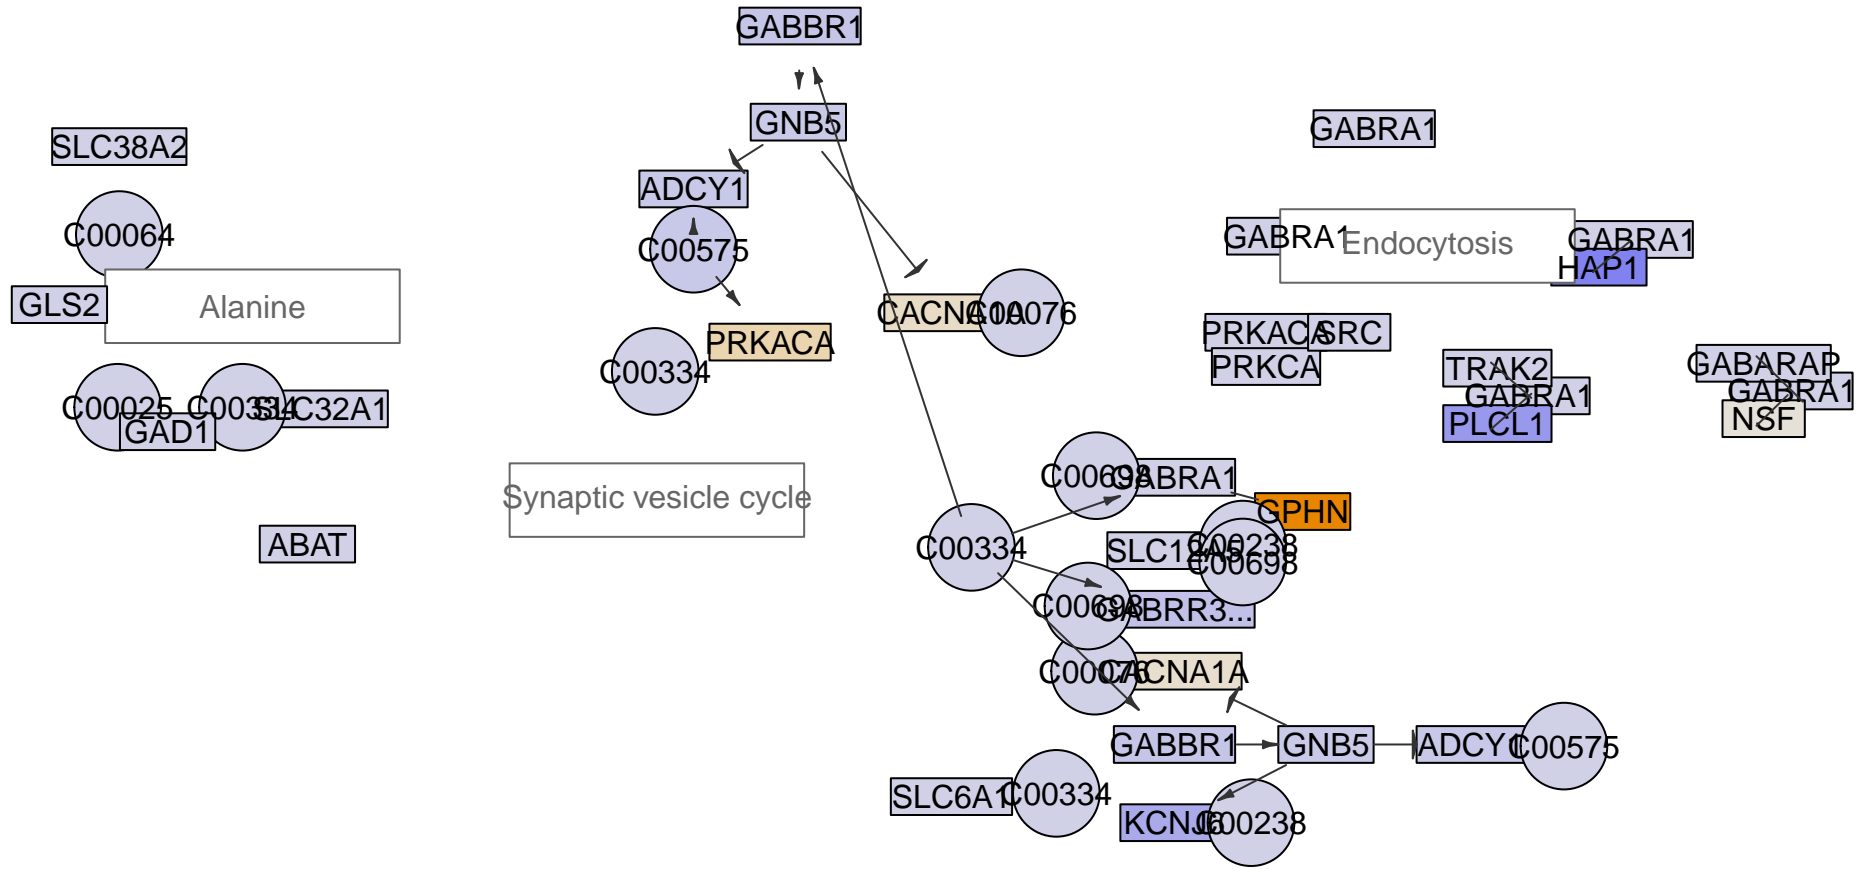 GABBR1
GNB5
GABRA1
SLC38A2
ADCY1
C00064
C00575
GABRA1
Endocytosis
GABRA1
HAP1
GLS2
Alanine
CACNA1A
C00076
PRKACA
C00334
PRKACA
SRC
PRKCA
TRAK2
GABRA1
PLCL1
GABARAP
GABRA1
NSF
C00025
C00334
SLC32A1
GAD1
Synaptic vesicle cycle
C00698
GABRA1
GPHN
ABAT
C00334
SLC12A5
C00238
C00698
C00698
GABRR3...
C00076
CACNA1A
GABBR1
GNB5
ADCY1
C00575
SLC6A1
C00334
KCNJ6
C00238